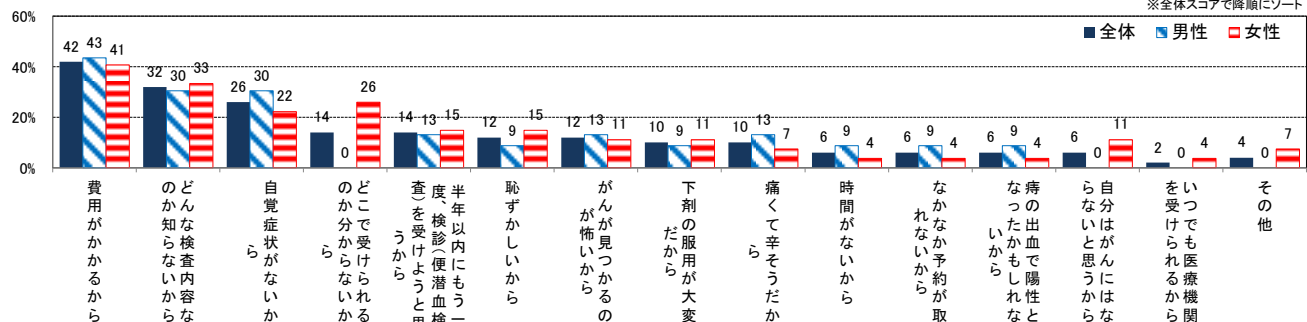 ※全体スコアで降順にソート
60%
■全体 男性 女性
42 43 41
32 30 33
26 30 22
14 0 26
14 13 15
12 9 15
12 13 11
10 9 11
10 13 7
6 9 4
6 9 4
6 9 4
6 0 11
2 0 4
4 0 7
40%
20%
0%
費用がかかるから
どんな検査内容な
のか知らないから
自覚症状がないか
ら
どこで受けられる
のか分からないか
ら
半年以内にもう一
度、検診(便潜血検
査)を受けようと思
うから
恥ずかしいから
がんが見つかるの
が怖いから
下剤の服用が大変
だから
痛くて辛そうだか
ら
時間がないから
なかなか予約が取
れないから
痔の出血で陽性と
なったかもしれな
いから
自分はがんにはな
らないと思うから
いつでも医療機関
を受けられるから
その他